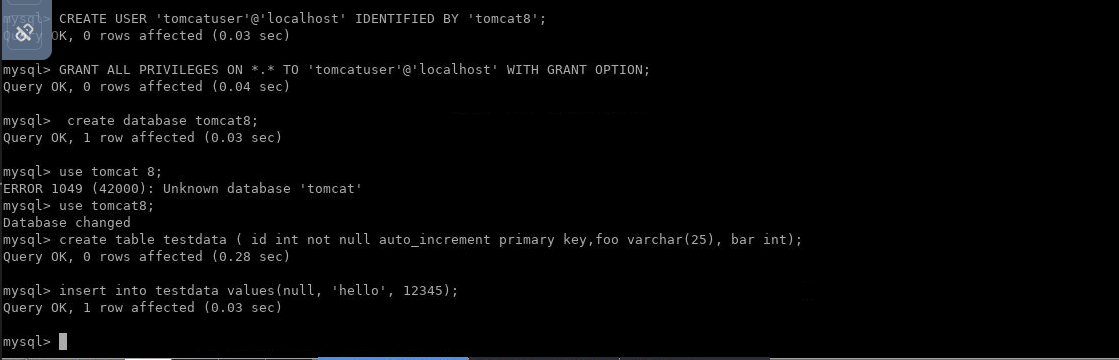 mysql> CREATE USER 'tomcatuser'@'localhost' IDENTIFIED BY 'tomcat8';
Query OK, 0 rows affected (0.03 sec)
mysql> GRANT ALL PRIVILEGES ON *.* TO 'tomcatuser'@'localhost' WITH GRANT OPTION;
Query OK, 0 rows affected (0.04 sec)
mysql>  create database tomcat8;
Query OK, 1 row affected (0.03 sec)
mysql> use tomcat 8;
ERROR 1049 (42000): Unknown database 'tomcat'
mysql> use tomcat8;
Database changed
mysql> create table testdata ( id int not null auto_increment primary key,foo varchar(25), bar int);
Query OK, 0 rows affected (0.28 sec)
mysql> insert into testdata values(null, 'hello', 12345);
Query OK, 1 row affected (0.03 sec)
mysql>